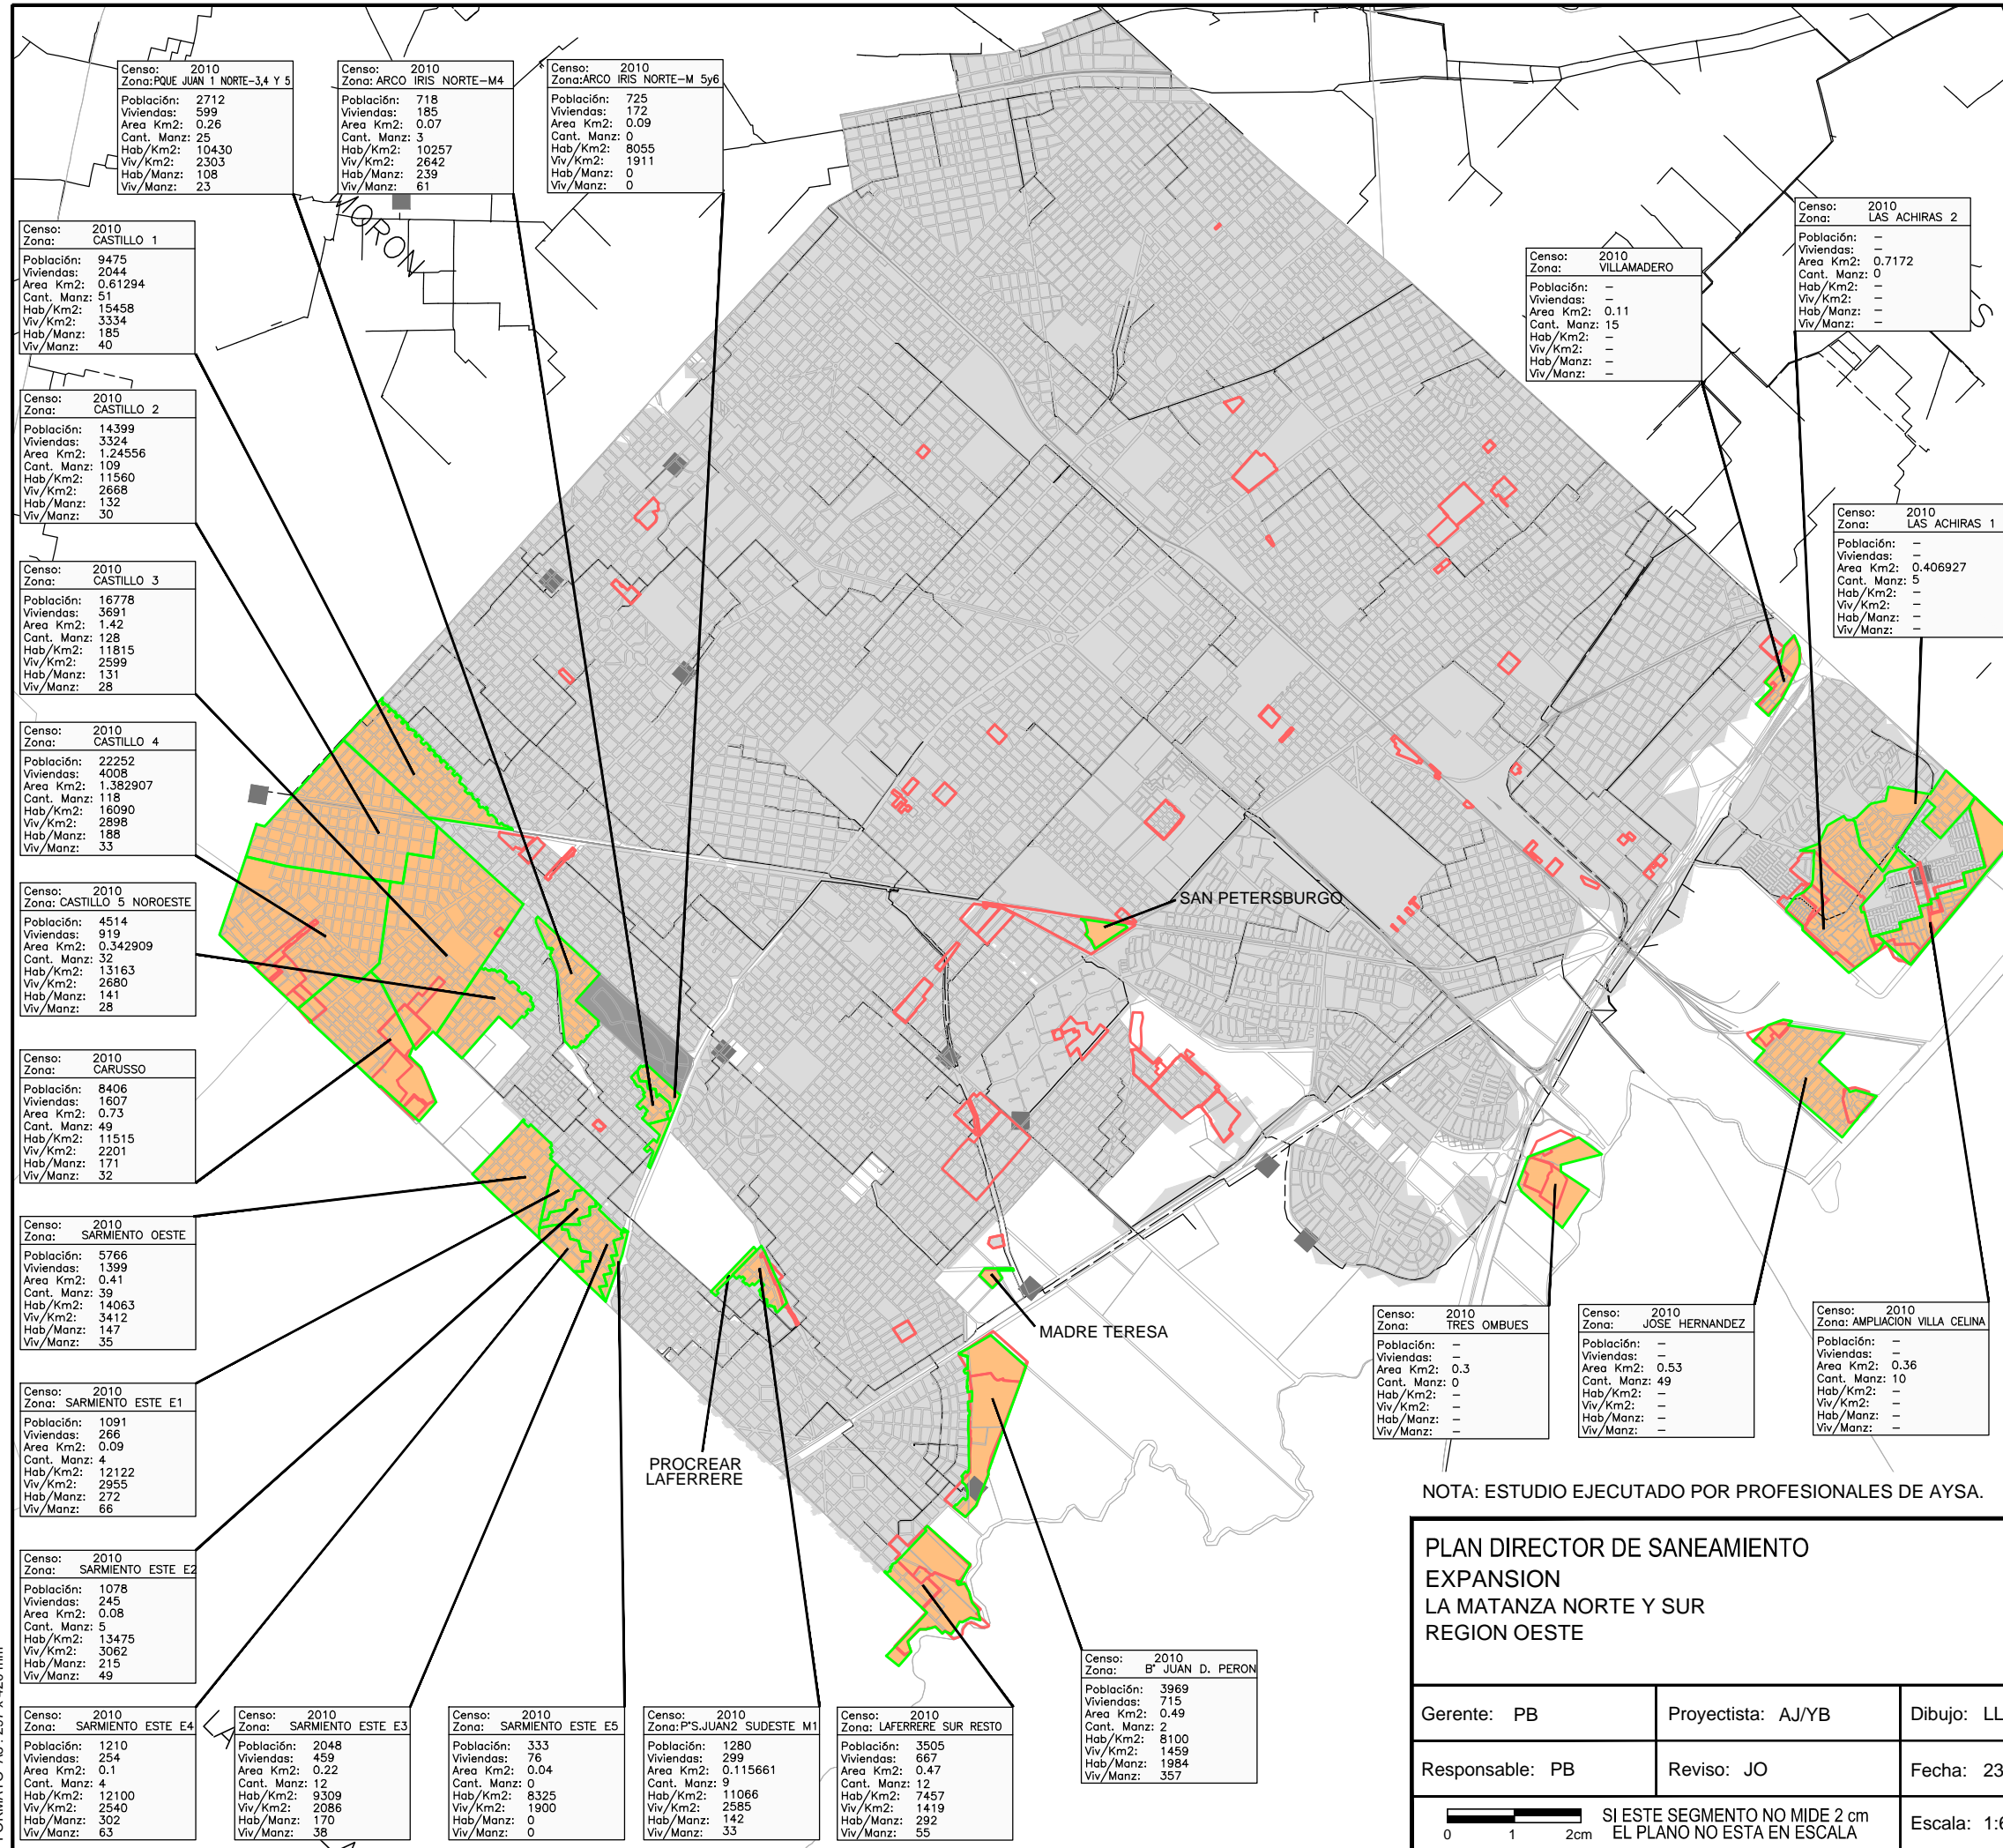 Censo: 2010
Zona:PQUE JUAN 1 NORTE-3,4 Y 5
Población: 2712
Viviendas: 599
Area Km2: 0.26
Cant. Manz: 25
Hab/Km2: 10430
Viv/Km2: 2303
Hab/Manz: 108
Viv/Manz: 23
Censo: 2010
Zona: ARCO IRIS NORTE-M4
Población: 718
Viviendas: 185
Area Km2: 0.07
Cant. Manz: 3
Hab/Km2: 10257
Viv/Km2: 2642
Hab/Manz: 239
Viv/Manz: 61
Censo: 2010
Zona:ARCO IRIS NORTE-M 5y6
Población: 725
Viviendas: 172
Area Km2: 0.09
Cant. Manz: 0
Hab/Km2: 8055
Viv/Km2: 1911
Hab/Manz: 0
Viv/Manz: 0
MORON
Censo: 2010
Zona: LAS ACHIRAS 2
Población: -
Viviendas: -
Area Km2: 0.7172
Cant. Manz: 0
Hab/Km2: -
Viv/Km2: -
Hab/Manz: -
Viv/Manz: -
Censo: 2010
Zona: VILLAMADERO
Población: -
Viviendas: -
Area Km2: 0.11
Cant. Manz: 15
Hab/Km2: -
Viv/Km2: -
Hab/Manz: -
Viv/Manz: -
Censo: 2010
Zona: CASTILLO 1
Población: 9475
Viviendas: 2044
Area Km2: 0.61294
Cant. Manz: 51
Hab/Km2: 15458
Viv/Km2: 3334
Hab/Manz: 185
Viv/Manz: 40
Censo: 2010
Zona: CASTILLO 2
Población: 14399
Viviendas: 3324
Area Km2: 1.24556
Cant. Manz: 109
Hab/Km2: 11560
Viv/Km2: 2668
Hab/Manz: 132
Viv/Manz: 30
Censo: 2010
Zona: LAS ACHIRAS 1
Población: -
Viviendas: -
Area Km2: 0.406927
Cant. Manz: 5
Hab/Km2: -
Viv/Km2: -
Hab/Manz: -
Viv/Manz: -
Censo: 2010
Zona: CASTILLO 3
Población: 16778
Viviendas: 3691
Area Km2: 1.42
Cant. Manz: 128
Hab/Km2: 11815
Viv/Km2: 2599
Hab/Manz: 131
Viv/Manz: 28
Censo: 2010
Zona: CASTILLO 4
Población: 22252
Viviendas: 4008
Area Km2: 1.382907
Cant. Manz: 118
Hab/Km2: 16090
Viv/Km2: 2898
Hab/Manz: 188
Viv/Manz: 33
Censo: 2010
Zona: CASTILLO 5 NOROESTE
Población: 4514
Viviendas: 919
Area Km2: 0.342909
Cant. Manz: 32
Hab/Km2: 13163
Viv/Km2: 2680
Hab/Manz: 141
Viv/Manz: 28
SAN PETERSBURGO
Censo: 2010
Zona: CARUSSO
Población: 8406
Viviendas: 1607
Area Km2: 0.73
Cant. Manz: 49
Hab/Km2: 11515
Viv/Km2: 2201
Hab/Manz: 171
Viv/Manz: 32
Censo: 2010
Zona: SARMIENTO OESTE
Población: 5766
Viviendas: 1399
Area Km2: 0.41
Cant. Manz: 39
Hab/Km2: 14063
Viv/Km2: 3412
Hab/Manz: 147
Viv/Manz: 35
MADRE TERESA
Censo: 2010
Zona: TRES OMBUES
Población: -
Viviendas: -
Area Km2: 0.3
Cant. Manz: 0
Hab/Km2: -
Viv/Km2: -
Hab/Manz: -
Viv/Manz: -
Censo: 2010
Zona: JOSE HERNANDEZ
Población: -
Viviendas: -
Area Km2: 0.53
Cant. Manz: 49
Hab/Km2: -
Viv/Km2: -
Hab/Manz: -
Viv/Manz: -
Censo: 2010
Zona: AMPLIACION VILLA CELINA
Población: -
Viviendas: -
Area Km2: 0.36
Cant. Manz: 10
Hab/Km2: -
Viv/Km2: -
Hab/Manz: -
Viv/Manz: -
Censo: 2010
Zona: SARMIENTO ESTE E1
Población: 1091
Viviendas: 266
Area Km2: 0.09
Cant. Manz: 4
Hab/Km2: 12122
Viv/Km2: 2955
Hab/Manz: 272
Viv/Manz: 66
PROCREAR
LAFERRERE
NOTA: ESTUDIO EJECUTADO POR PROFESIONALES DE AYSA.
Censo: 2010
Zona: SARMIENTO ESTE E2
Población: 1078
Viviendas: 245
Area Km2: 0.08
Cant. Manz: 5
Hab/Km2: 13475
Viv/Km2: 3062
Hab/Manz: 215
Viv/Manz: 49
Censo: 2010
Zona: SARMIENTO ESTE E4
Población: 1210
Viviendas: 254
Area Km2: 0.1
Cant. Manz: 4
Hab/Km2: 12100
Viv/Km2: 2540
Hab/Manz: 302
Viv/Manz: 63
Censo: 2010
Zona: SARMIENTO ESTE E3
Población: 2048
Viviendas: 459
Area Km2: 0.22
Cant. Manz: 12
Hab/Km2: 9309
Viv/Km2: 2086
Hab/Manz: 170
Viv/Manz: 38
Censo: 2010
Zona: SARMIENTO ESTE E5
Población: 333
Viviendas: 76
Area Km2: 0.04
Cant. Manz: 0
Hab/Km2: 8325
Viv/Km2: 1900
Hab/Manz: 0
Viv/Manz: 0
Censo: 2010
Zona:P°S.JUAN2 SUDESTE M1
Población: 1280
Viviendas: 299
Area Km2: 0.115661
Cant. Manz: 9
Hab/Km2: 11066
Viv/Km2: 2585
Hab/Manz: 142
Viv/Manz: 33
Censo: 2010
Zona: LAFERRERE SUR RESTO
Población: 3505
Viviendas: 667
Area Km2: 0.47
Cant. Manz: 12
Hab/Km2: 7457
Viv/Km2: 1419
Hab/Manz: 292
Viv/Manz: 55
Censo: 2010
Zona: B° JUAN D. PERON
Población: 3969
Viviendas: 715
Area Km2: 0.49
Cant. Manz: 2
Hab/Km2: 8100
Viv/Km2: 1459
Hab/Manz: 1984
Viv/Manz: 357
PLAN DIRECTOR DE SANEAMIENTO
EXPANSION
LA MATANZA NORTE Y SUR
REGION OESTE
Gerente: PB
Proyectista: AJ/YB
Dibujo: LL
Responsable: PB
Reviso: JO
Fecha: 23
0 1 2cm
SI ESTE SEGMENTO NO MIDE 2 cm
EL PLANO NO ESTA EN ESCALA
Escala: 1:6